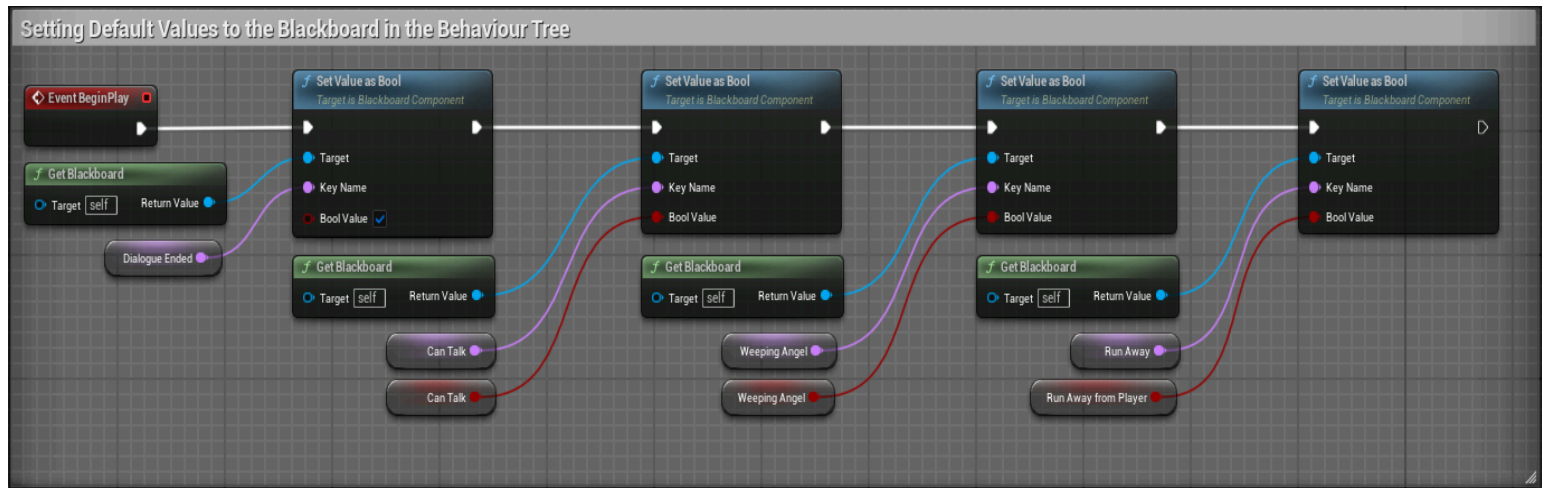 Setting Default Values to the Blackboard in the Behaviour Tree
Event BeginPlay
Get Blackboard
Target self Return Value
Dialogue Ended
Set Value as Bool
Target is Blackboard Component
Target
Key Name
Bool Value
Get Blackboard
Target self Return Value
Can Talk
Can Talk
Set Value as Bool
Target is Blackboard Component
Target
Key Name
Bool Value
Get Blackboard
Target self Return Value
Weeping Angel
Weeping Angel
Set Value as Bool
Target is Blackboard Component
Target
Key Name
Bool Value
Get Blackboard
Target self Return Value
Run Away
Run Away from Player
Set Value as Bool
Target is Blackboard Component
Target
Key Name
Bool Value